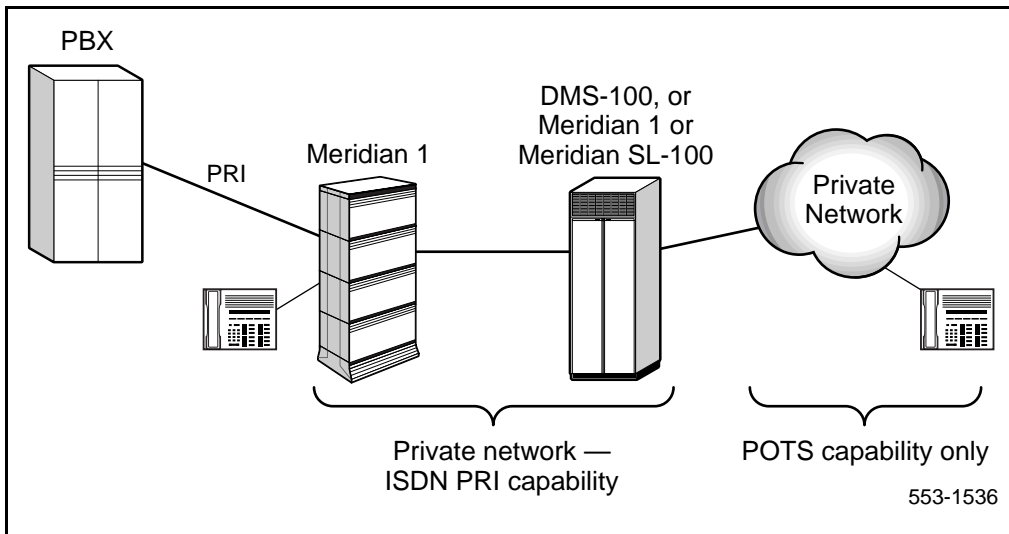 PBX
PRI
Meridian 1
DMS-100, or
Meridian 1 or
Meridian SL-100
Private
Network
Private network —
ISDN PRI capability
POTS capability only
553-1536